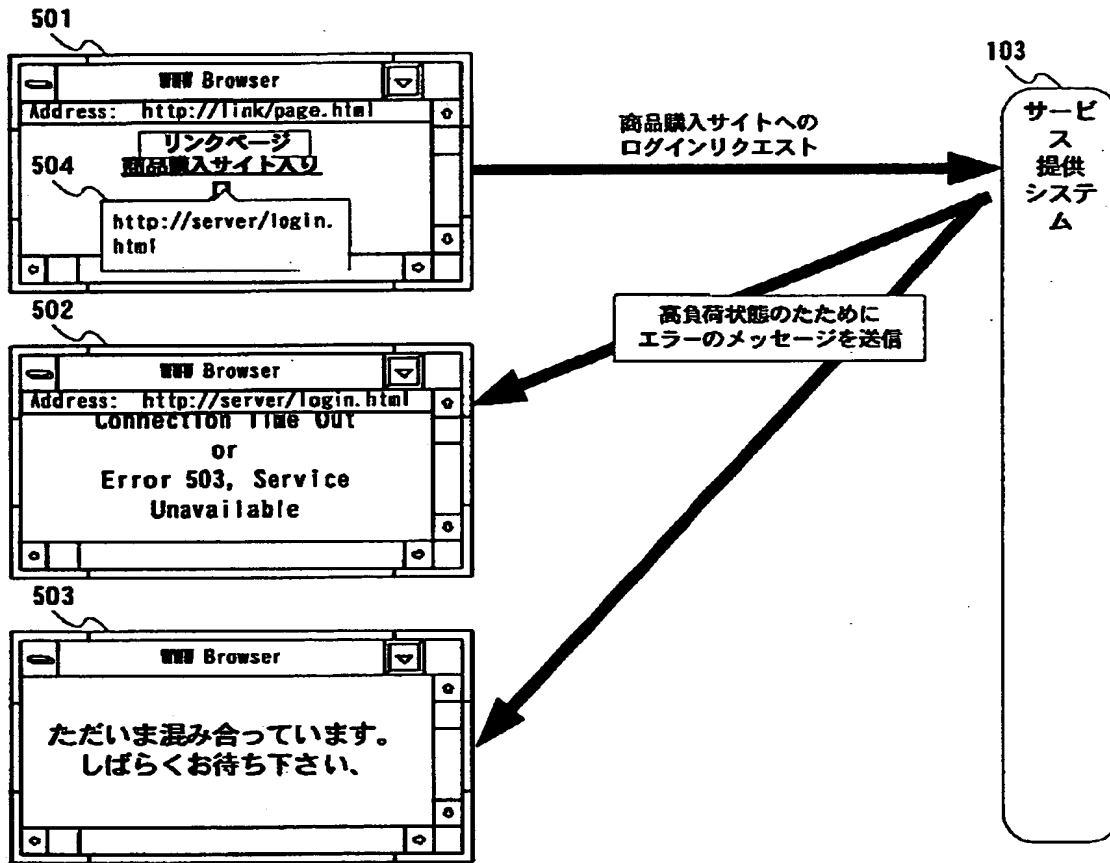 501
WWW Browser
Address: http://link/page.html
リンクページ
商品購入サイト入り
504
http://server/login.
html
商品購入サイトへの
ログインリクエスト
103
サービ
ス
提供
システ
ム
高負荷状態のたために
エラーのメッセージを送信
502
WWW Browser
Address: http://server/login.html
Connection Time Out
or
Error 503, Service
Unavailable
503
WWW Browser
ただいま混み合っています。
しばらくお待ち下さい、